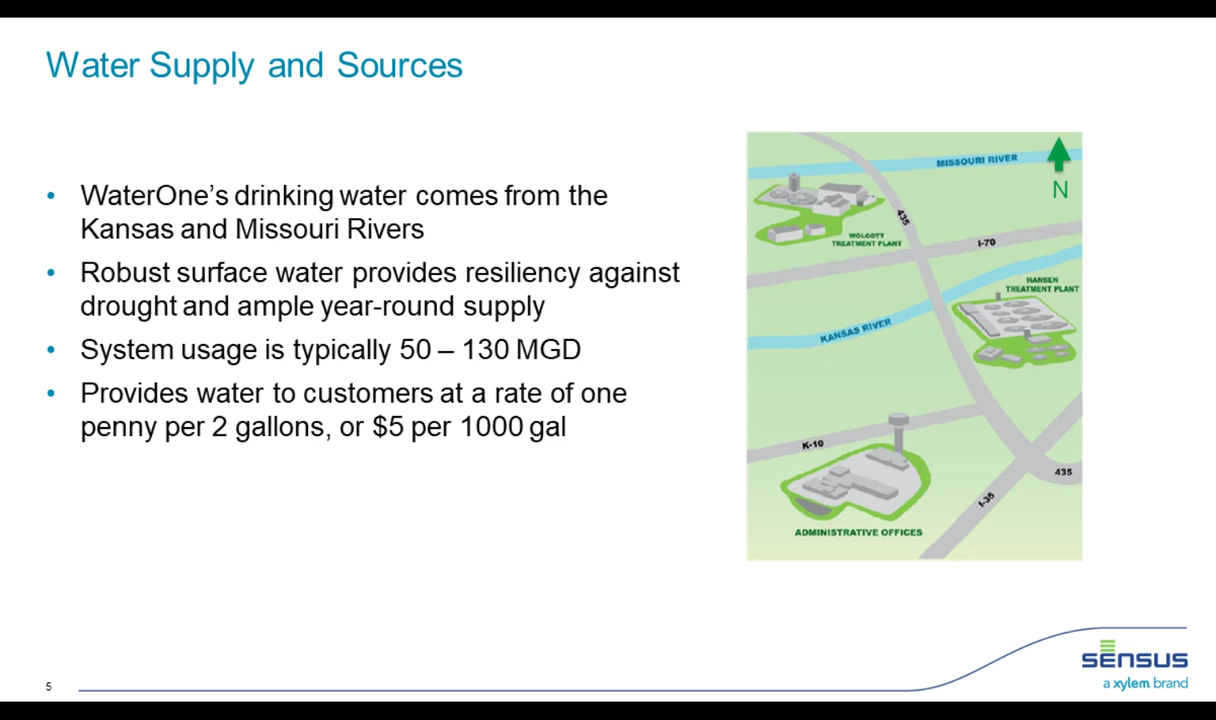 Water Supply and Sources
• WaterOne’s drinking water comes from the
Kansas and Missouri Rivers
• Robust surface water provides resiliency against
drought and ample year-round supply
• System usage is typically 50 – 130 MGD
• Provides water to customers at a rate of one
penny per 2 gallons, or $5 per 1000 gal
MISSOURI RIVER
N
435
WOLCOTT
TREATMENT PLANT
I-70
HANSEN
TREATMENT PLANT
KANSAS RIVER
K-10
435
I-35
ADMINISTRATIVE OFFICES
sensus
a xylem brand
5